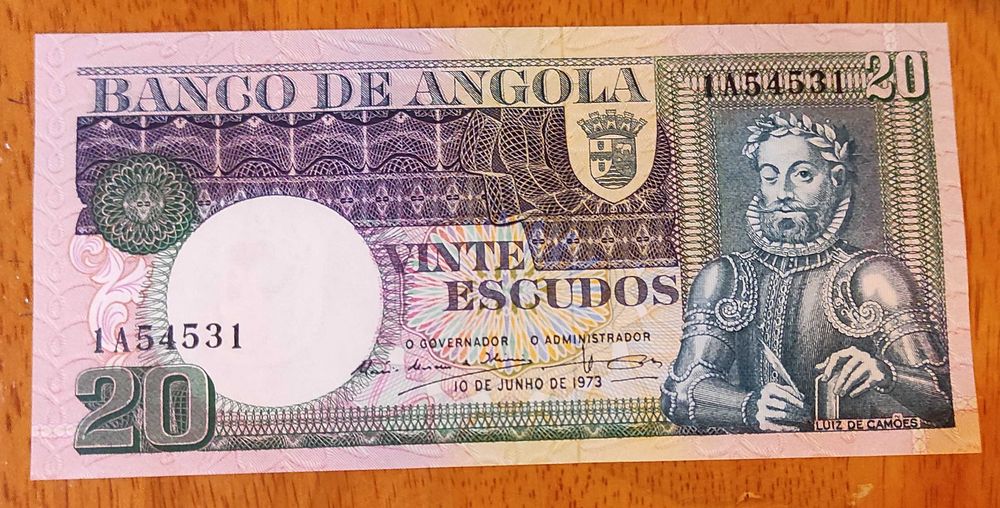 BANCO DE ANGOLA
1A54531 20
VINTE
ESCUDOS
1A54531
O GOVERNADOR O ADMINISTRADOR
10 DE JUNHO DE 1973
20
LUIZ DE CAMÕES